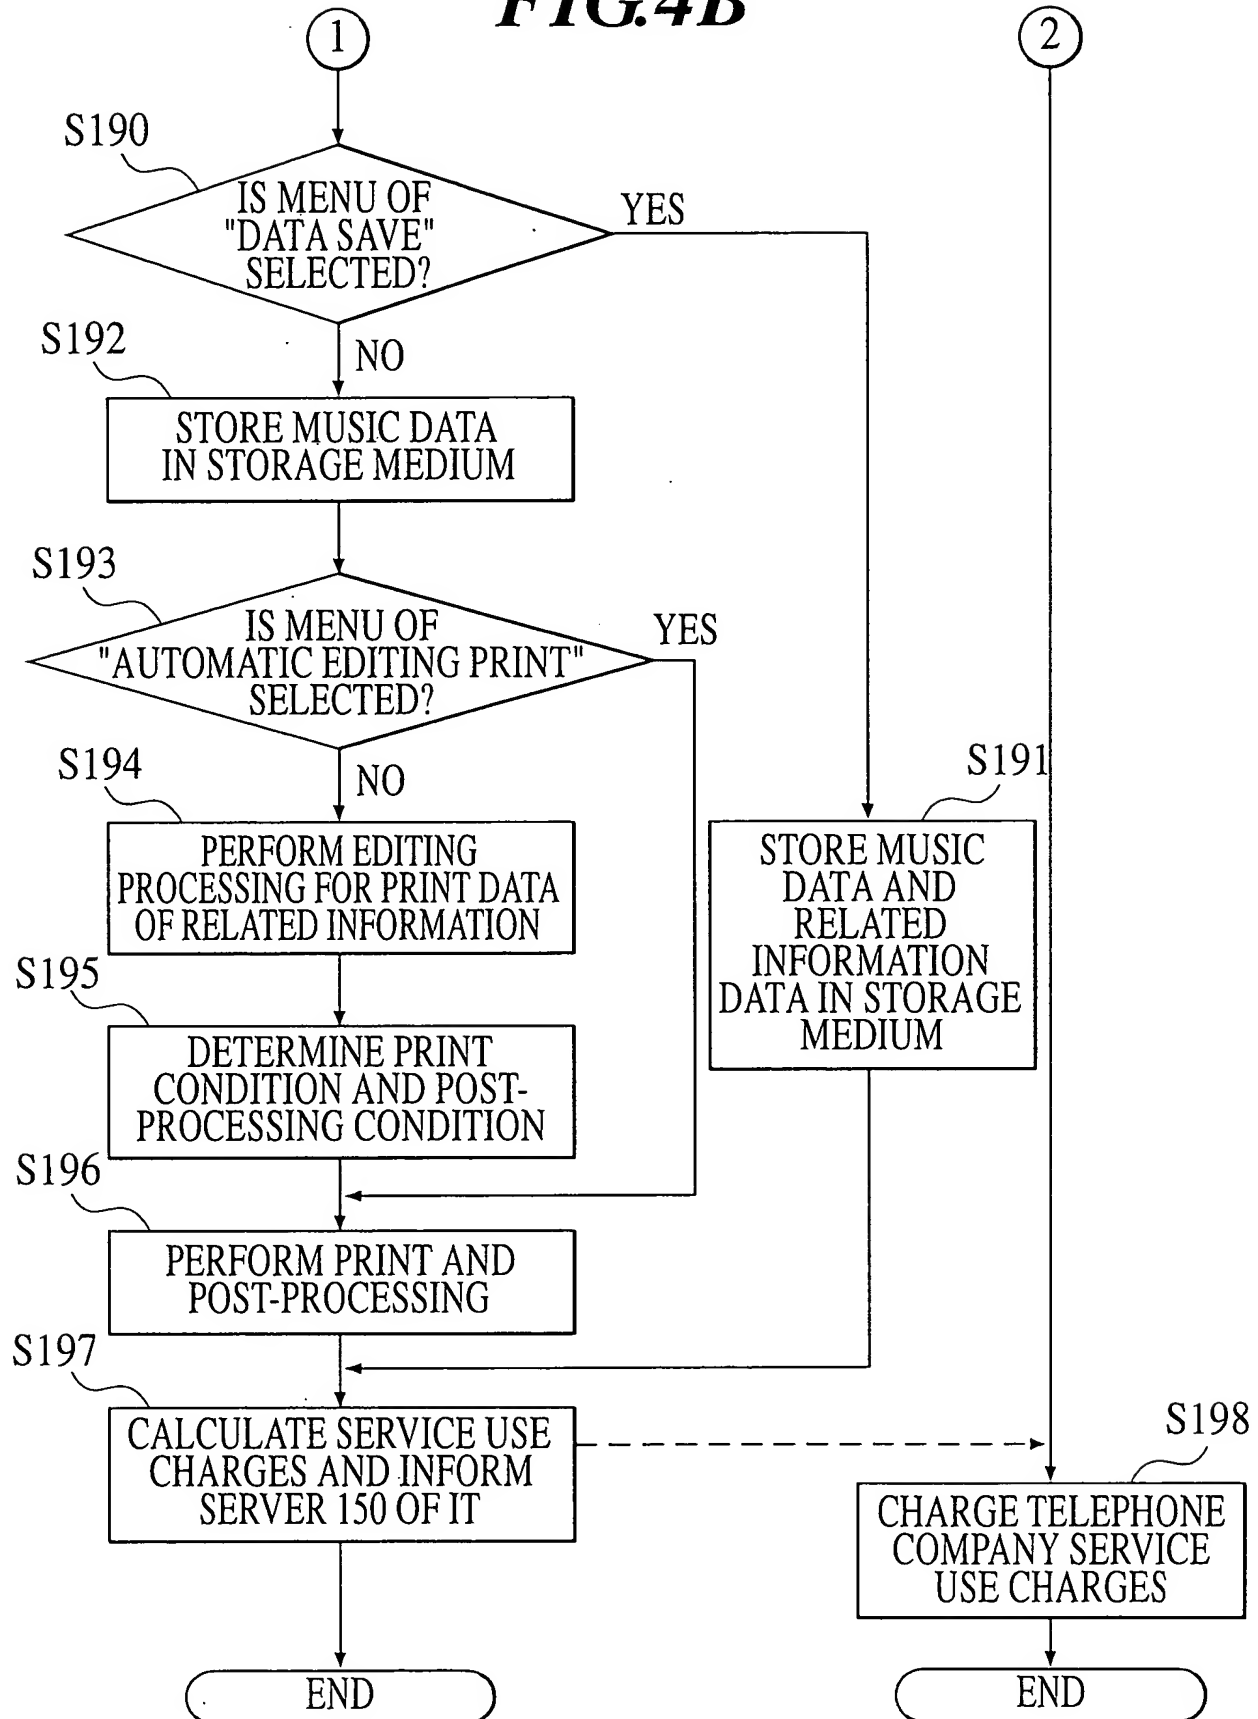 FIG.4B
1
2
S190
IS MENU OF
"DATA SAVE"
SELECTED?
YES
NO
S192
STORE MUSIC DATA
IN STORAGE MEDIUM
S193
IS MENU OF
"AUTOMATIC EDITING PRINT"
SELECTED?
YES
NO
S194
PERFORM EDITING
PROCESSING FOR PRINT DATA
OF RELATED INFORMATION
S191
STORE MUSIC
DATA AND
RELATED
INFORMATION
DATA IN STORAGE
MEDIUM
S195
DETERMINE PRINT
CONDITION AND POST-
PROCESSING CONDITION
S196
PERFORM PRINT AND
POST-PROCESSING
S197
CALCULATE SERVICE USE
CHARGES AND INFORM
SERVER 150 OF IT
S198
CHARGE TELEPHONE
COMPANY SERVICE
USE CHARGES
END
END